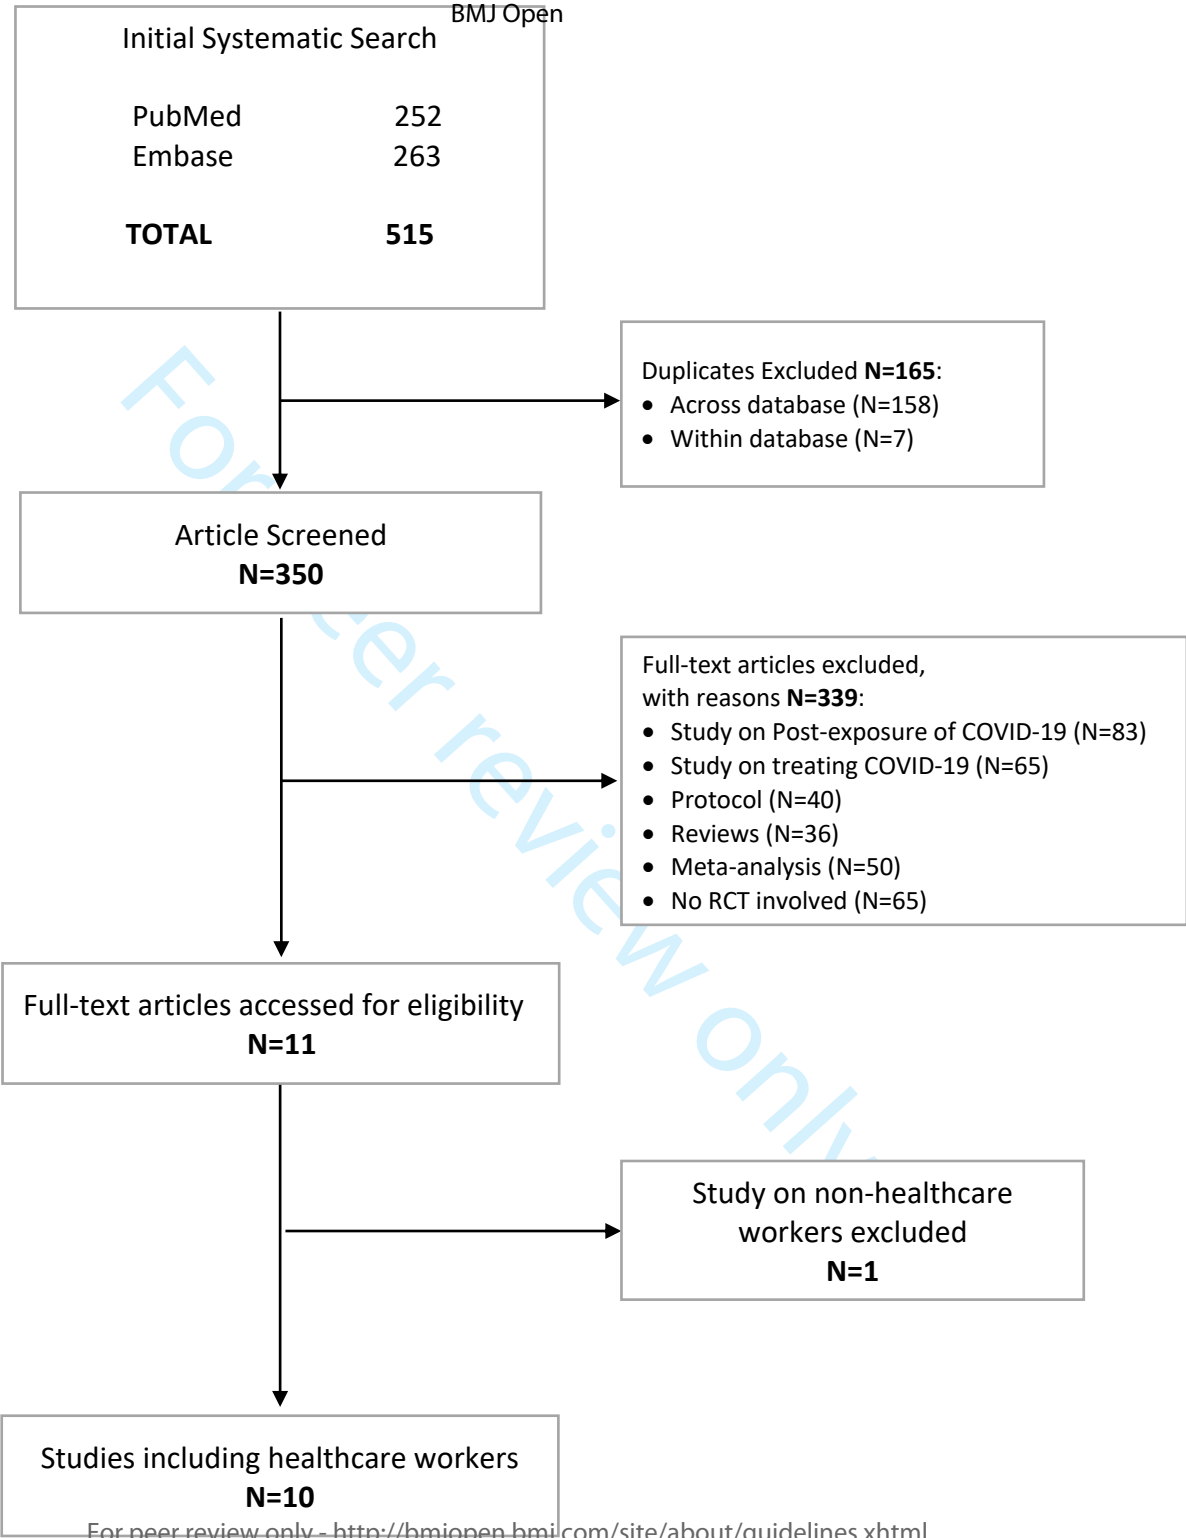 BMJ Open
Initial Systematic Search
PubMed 252
Embase 263
TOTAL 515
Duplicates Excluded N=165:
• Across database (N=158)
• Within database (N=7)
Article Screened
N=350
Full-text articles excluded,
with reasons N=339:
• Study on Post-exposure of COVID-19 (N=83)
• Study on treating COVID-19 (N=65)
• Protocol (N=40)
• Reviews (N=36)
• Meta-analysis (N=50)
• No RCT involved (N=65)
Full-text articles accessed for eligibility
N=11
Study on non-healthcare
workers excluded
N=1
Studies including healthcare workers
N=10
For peer review only
For peer review only - http://bmjopen.bmj.com/site/about/guidelines.xhtml